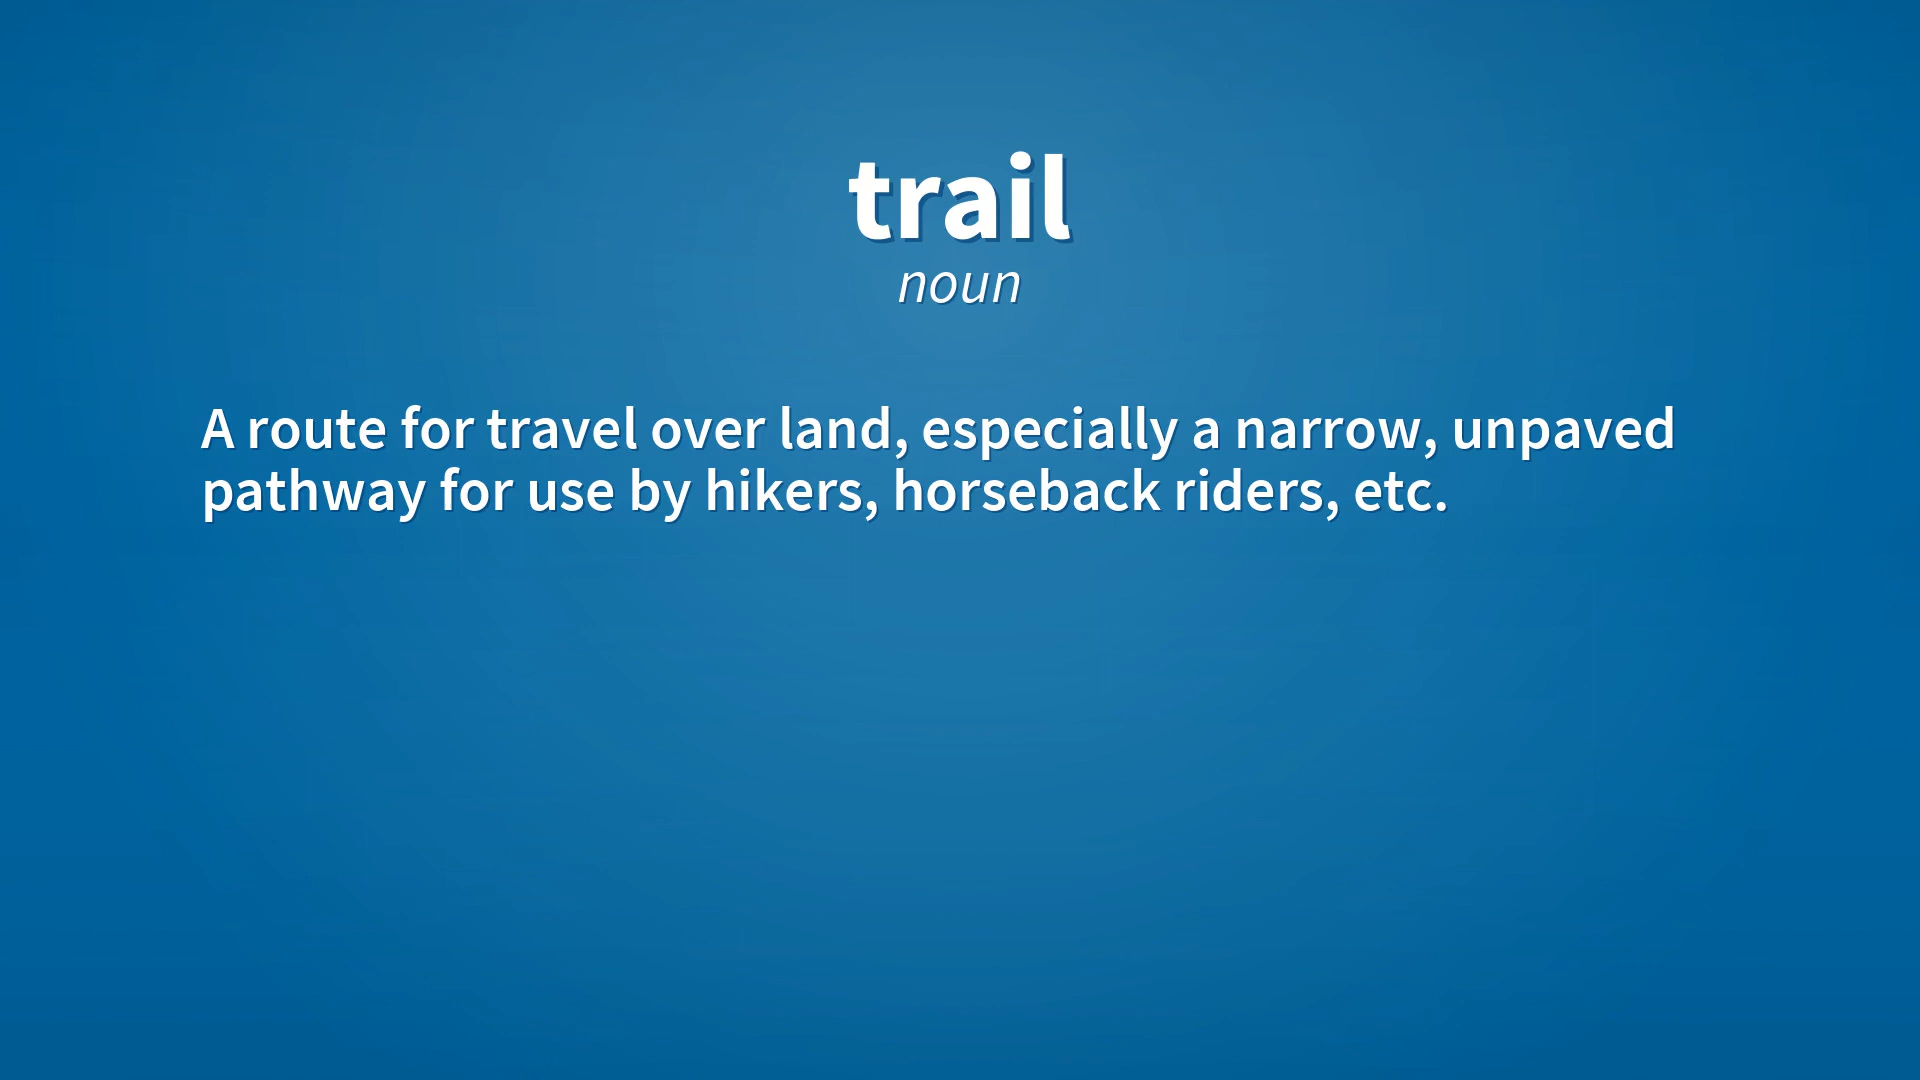 trail
noun
A route for travel over land, especially a narrow, unpaved
pathway for use by hikers, horseback riders, etc.